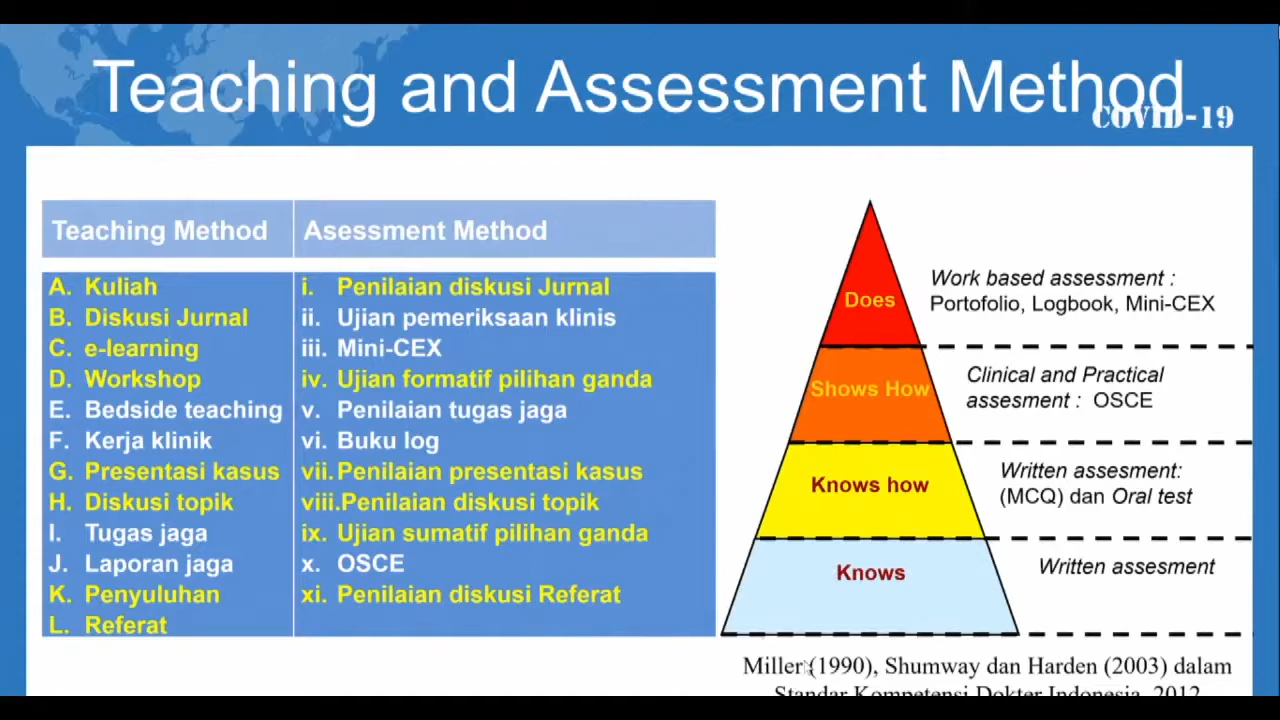 Teaching and Assessment Method
COVID-19
Teaching Method
Asessment Method
A. Kuliah
B. Diskusi Jurnal
C. e-learning
D. Workshop
E. Bedside teaching
F. Kerja klinik
G. Presentasi kasus
H. Diskusi topik
I. Tugas jaga
J. Laporan jaga
K. Penyuluhan
L. Referat
i. Penilaian diskusi Jurnal
ii. Ujian pemeriksaan klinis
iii. Mini-CEX
iv. Ujian formatif pilihan ganda
v. Penilaian tugas jaga
vi. Buku log
vii. Penilaian presentasi kasus
viii. Penilaian diskusi topik
ix. Ujian sumatif pilihan ganda
x. OSCE
xi. Penilaian diskusi Referat
Does
Work based assessment :
Portofolio, Logbook, Mini-CEX
Shows How
Clinical and Practical
assesment : OSCE
Knows how
Written assesment:
(MCQ) dan Oral test
Knows
Written assesment
Miller (1990), Shumway dan Harden (2003) dalam
Standar Kompetensi Dokter Indonesia, 2012